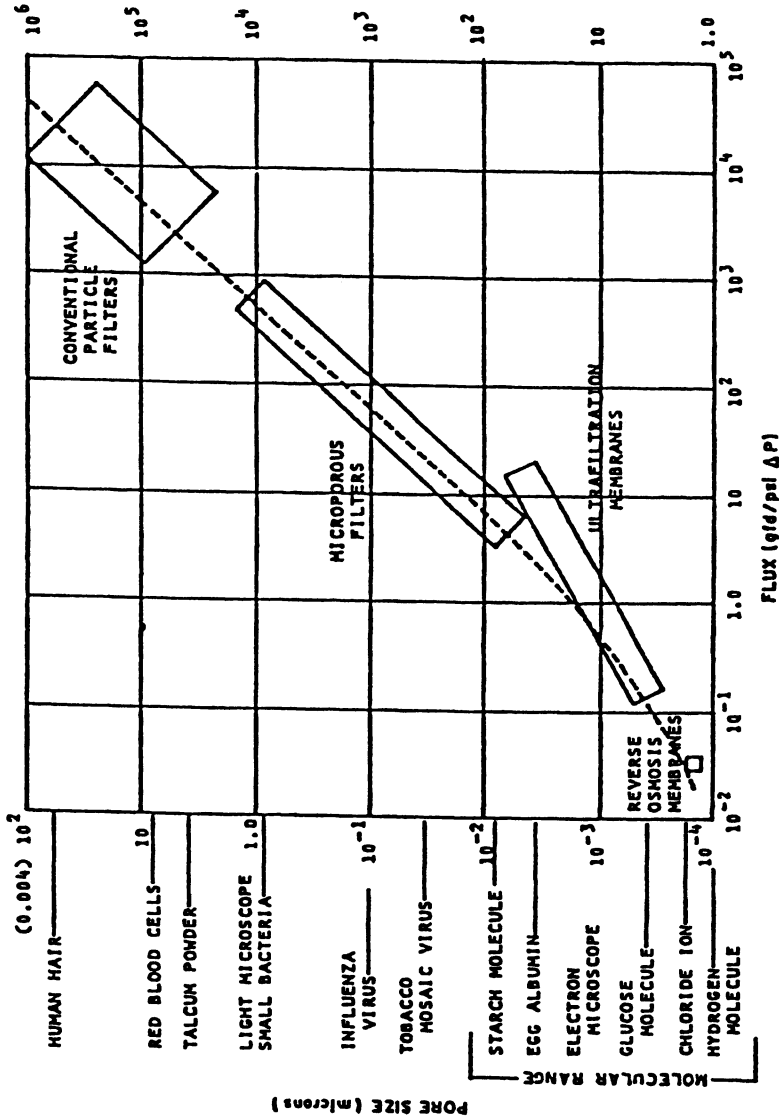 (0.004) 10²
10
1.0
10⁻¹
10⁻²
10⁻³
10⁻⁴
HUMAN HAIR
RED BLOOD CELLS
TALCUM POWDER
LIGHT MICROSCOPE
SMALL BACTERIA
INFLUENZA
VIRUS
TOBACCO
MOSAIC VIRUS
STARCH MOLECULE
EGG ALBUMIN
ELECTRON
MICROSCOPE
GLUCOSE
MOLECULE
CHLORIDE ION
HYDROGEN
MOLECULE
MOLECULAR RANGE
PORE SIZE (microns)
CONVENTIONAL
PARTICLE
FILTERS
MICROPOROUS
FILTERS
ULTRAFILTRATION
MEMBRANES
REVERSE
OSMOSIS
MEMBRANES
10⁶
10⁵
10⁴
10³
10²
10
1.0
10⁻² 10⁻¹ 1.0 10 10² 10³ 10⁴ 10⁵
FLUX (gfd/psi ΔP)